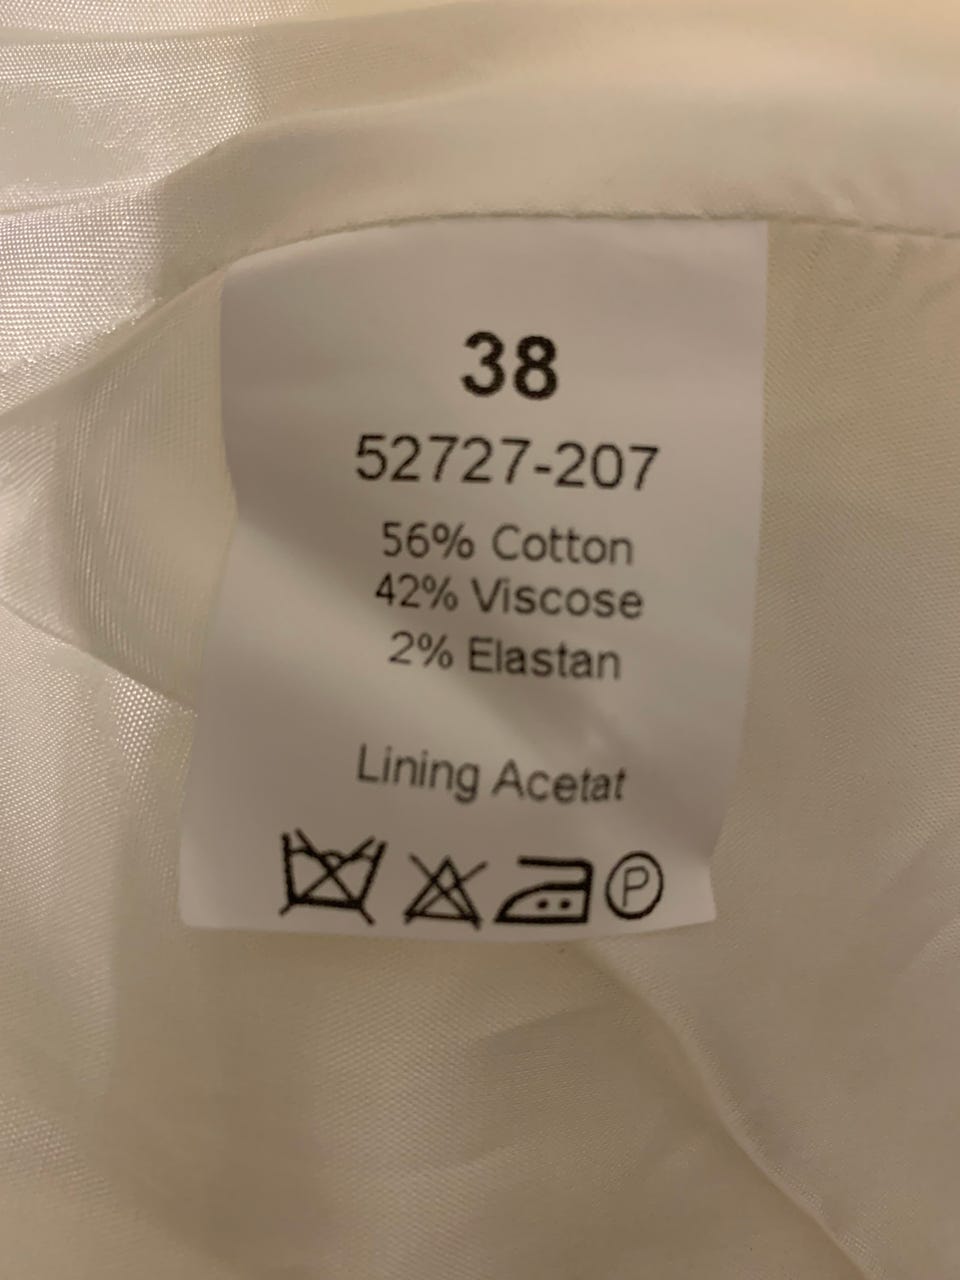 38
52727-207
56% Cotton
42% Viscose
2% Elastan
Lining Acetat
P